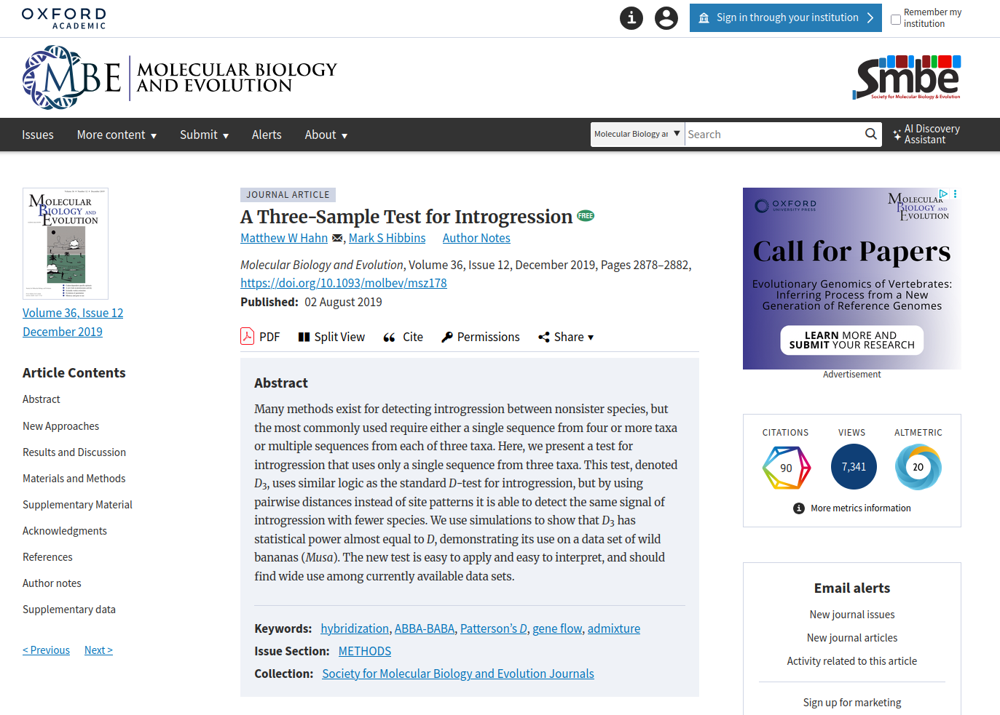 OXFORD
ACADEMIC
Sign in through your institution
Remember my
institution
MBE
MOLECULAR BIOLOGY
AND EVOLUTION
Smbe
Society for Molecular Biology & Evolution
Issues
More content
Submit
Alerts
About
Molecular Biology ar
Search
AI Discovery
Assistant
MOLECULAR
BIOLOGY AND
EVOLUTION
Volume 36, Issue 12
December 2019
Article Contents
Abstract
New Approaches
Results and Discussion
Materials and Methods
Supplementary Material
Acknowledgments
References
Author notes
Supplementary data
< Previous
Next >
JOURNAL ARTICLE
A Three-Sample Test for Introgression FREE
Matthew W Hahn, Mark S Hibbins Author Notes
Molecular Biology and Evolution, Volume 36, Issue 12, December 2019, Pages 2878–2882,
https://doi.org/10.1093/molbev/msz178
Published: 02 August 2019
PDF
Split View
Cite
Permissions
Share
Abstract
Many methods exist for detecting introgression between nonsister species, but
the most commonly used require either a single sequence from four or more taxa
or multiple sequences from each of three taxa. Here, we present a test for
introgression that uses only a single sequence from three taxa. This test, denoted
D3, uses similar logic as the standard D-test for introgression, but by using
pairwise distances instead of site patterns it is able to detect the same signal of
introgression with fewer species. We use simulations to show that D3 has
statistical power almost equal to D, demonstrating its use on a data set of wild
bananas (Musa). The new test is easy to apply and easy to interpret, and should
find wide use among currently available data sets.
Keywords: hybridization, ABBA-BABA, Patterson's D, gene flow, admixture
Issue Section: METHODS
Collection: Society for Molecular Biology and Evolution Journals
OXFORD
UNIVERSITY PRESS
MOLECULAR
BIOLOGY AND
EVOLUTION
Call for Papers
Evolutionary Genomics of Vertebrates:
Inferring Process from a New
Generation of Reference Genomes
LEARN MORE AND
SUBMIT YOUR RESEARCH
Advertisement
CITATIONS
VIEWS
ALTMETRIC
90
7,341
20
More metrics information
Email alerts
New journal issues
New journal articles
Activity related to this article
Sign up for marketing